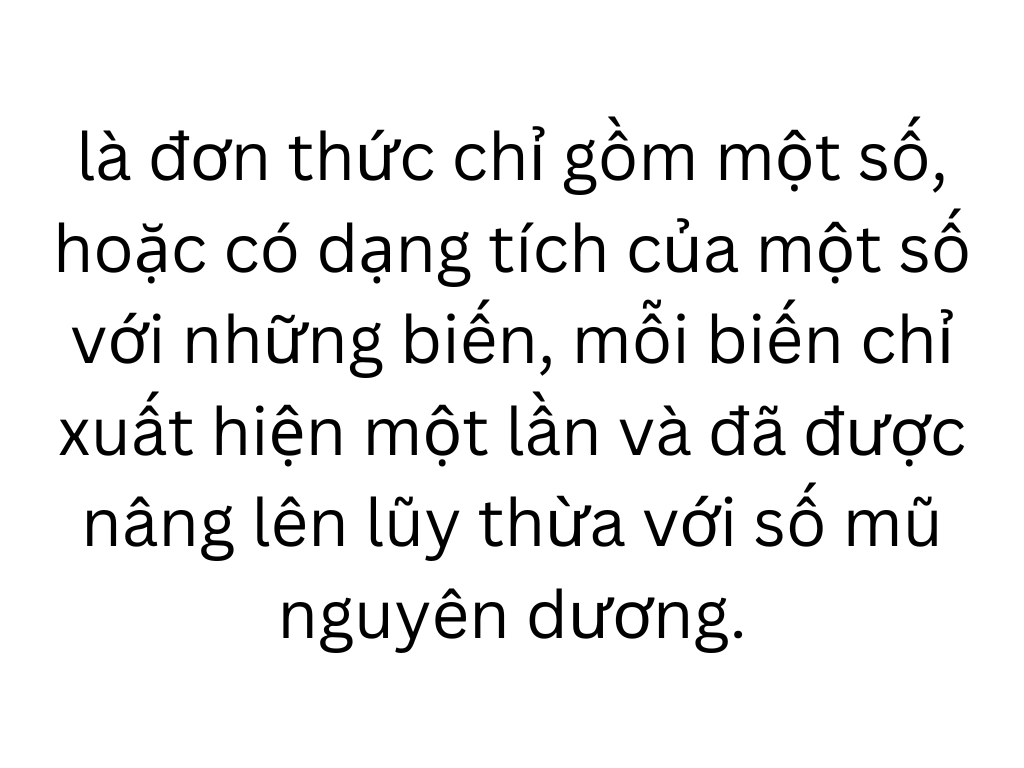 là đơn thức chỉ gồm một số,
hoặc có dạng tích của một số
với những biến, mỗi biến chỉ
xuất hiện một lần và đã được
nâng lên lũy thừa với số mũ
nguyên dương.